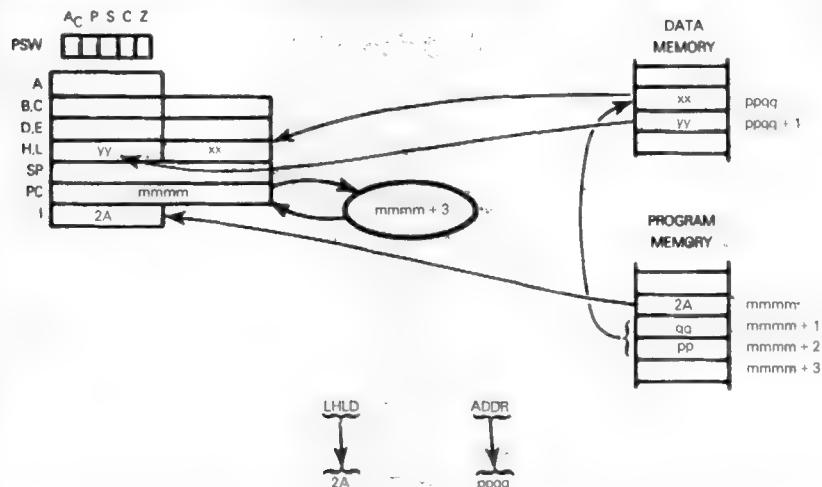 A_C P S C Z
PSW
A
B,C
D,E
H,L yy xx
SP
PC mmmm
I 2A
mmmm + 3
DATA
MEMORY
xx ppqq
yy ppqq + 1
PROGRAM
MEMORY
2A mmmm
qq mmmm + 1
pp mmmm + 2
mmmm + 3
LHLD ADDR
2A ppqq